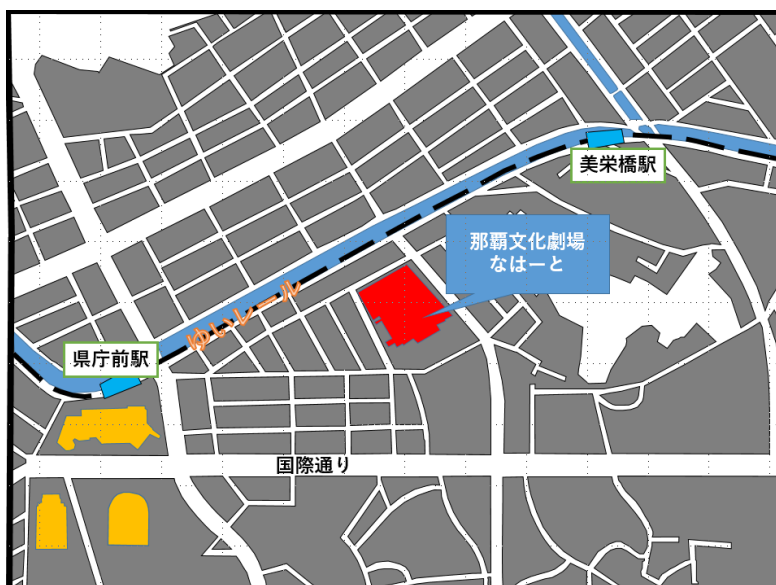 美栄橋駅
那覇文化劇場
なはーと
ゆいレール
県庁前駅
国際通り